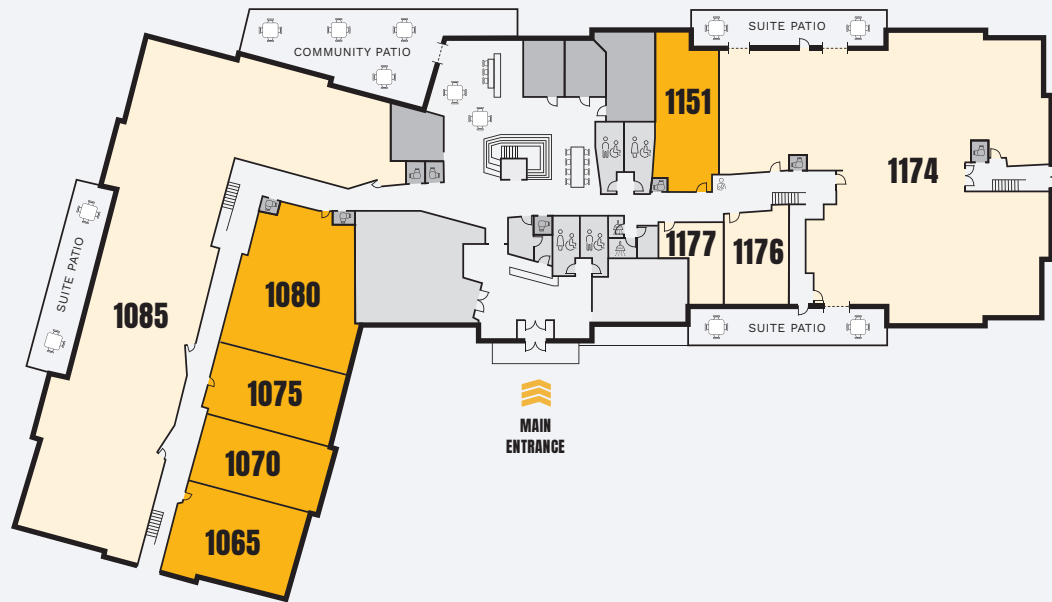 SUITE PATIO
COMMUNITY PATIO
1151
1174
1177
1176
SUITE PATIO
1085
1080
SUITE PATIO
1075
1070
1065
MAIN
ENTRANCE